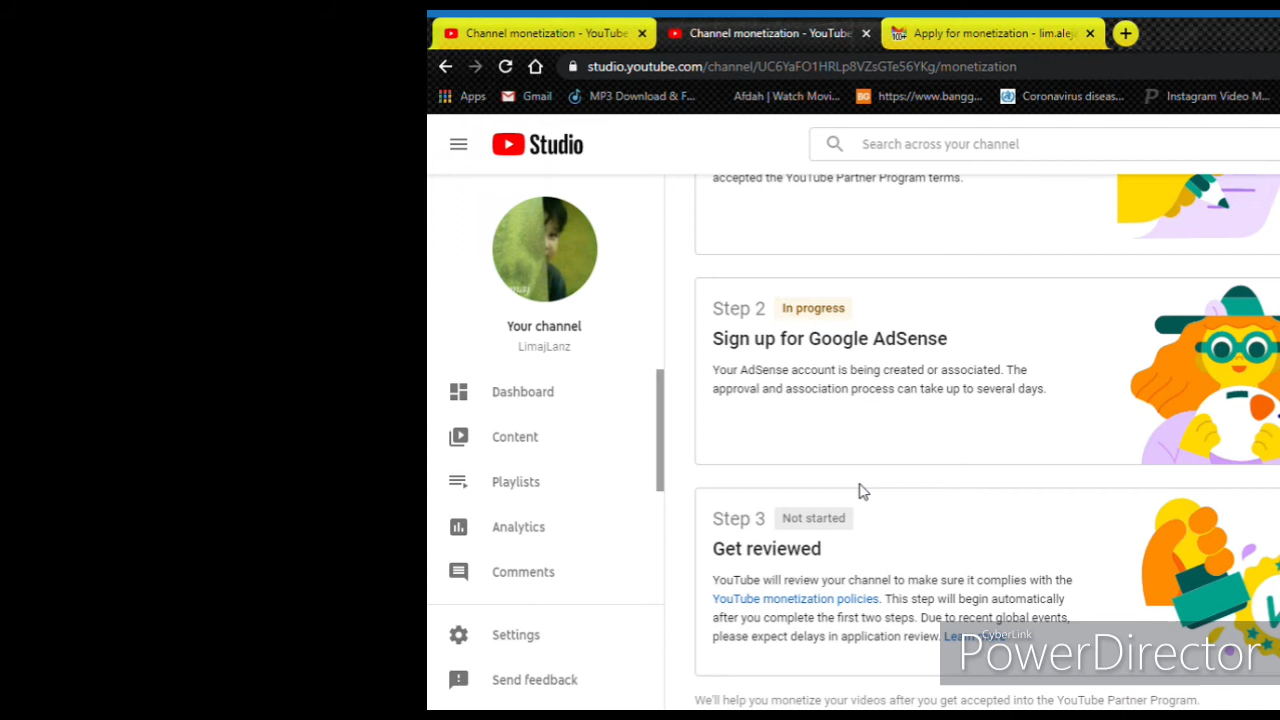 Channel monetization - YouTube
Channel monetization - YouTube
Apply for monetization - lim.alej
studio.youtube.com/channel/UC6YaFO1HRLp8VZsGTe56YKg/monetization
Apps
Gmail
MP3 Download & F...
Afdah | Watch Movi...
BG
https://www.bangg...
Coronavirus diseas...
Instagram Video M...
Studio
Search across your channel
Your channel
LimajLanz
Dashboard
Content
Playlists
Analytics
Comments
Settings
Send feedback
accepted the YouTube Partner Program terms.
Step 2 In progress
Sign up for Google AdSense
Your AdSense account is being created or associated. The
approval and association process can take up to several days.
Step 3 Not started
Get reviewed
YouTube will review your channel to make sure it complies with the
YouTube monetization policies. This step will begin automatically
after you complete the first two steps. Due to recent global events,
please expect delays in application review.
We'll help you monetize your videos after you get accepted into the YouTube Partner Program.
CyberLink
PowerDirector